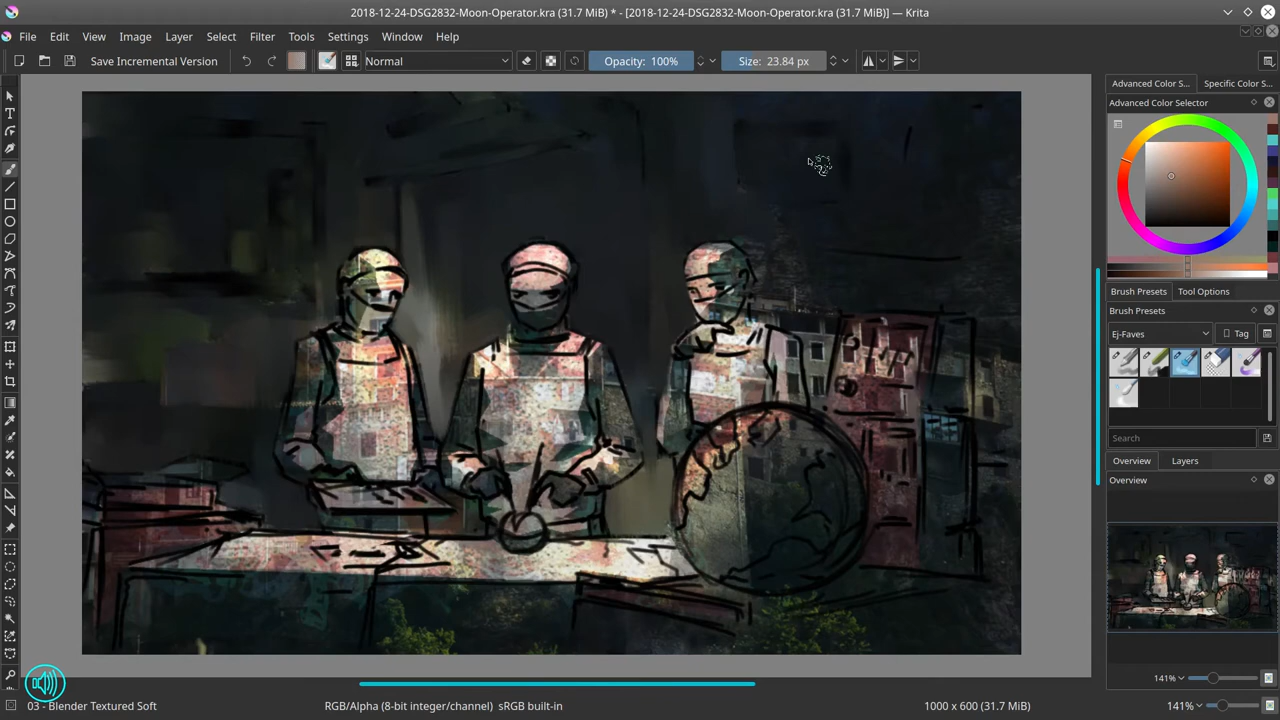 2018-12-24-DSG2832-Moon-Operator.kra (31.7 MiB) * - [2018-12-24-DSG2832-Moon-Operator.kra (31.7 MiB)] — Krita
File Edit View Image Layer Select Filter Tools Settings Window Help
Save Incremental Version Normal Opacity: 100% Size: 23.84 px
Advanced Color S... Specific Color S...
Advanced Color Selector
Brush Presets Tool Options
Brush Presets
Ej-Faves Tag
Search
Overview Layers
Overview
141%
03 - Blender Textured Soft RGB/Alpha (8-bit integer/channel) sRGB built-in 1000 x 600 (31.7 MiB) 141%